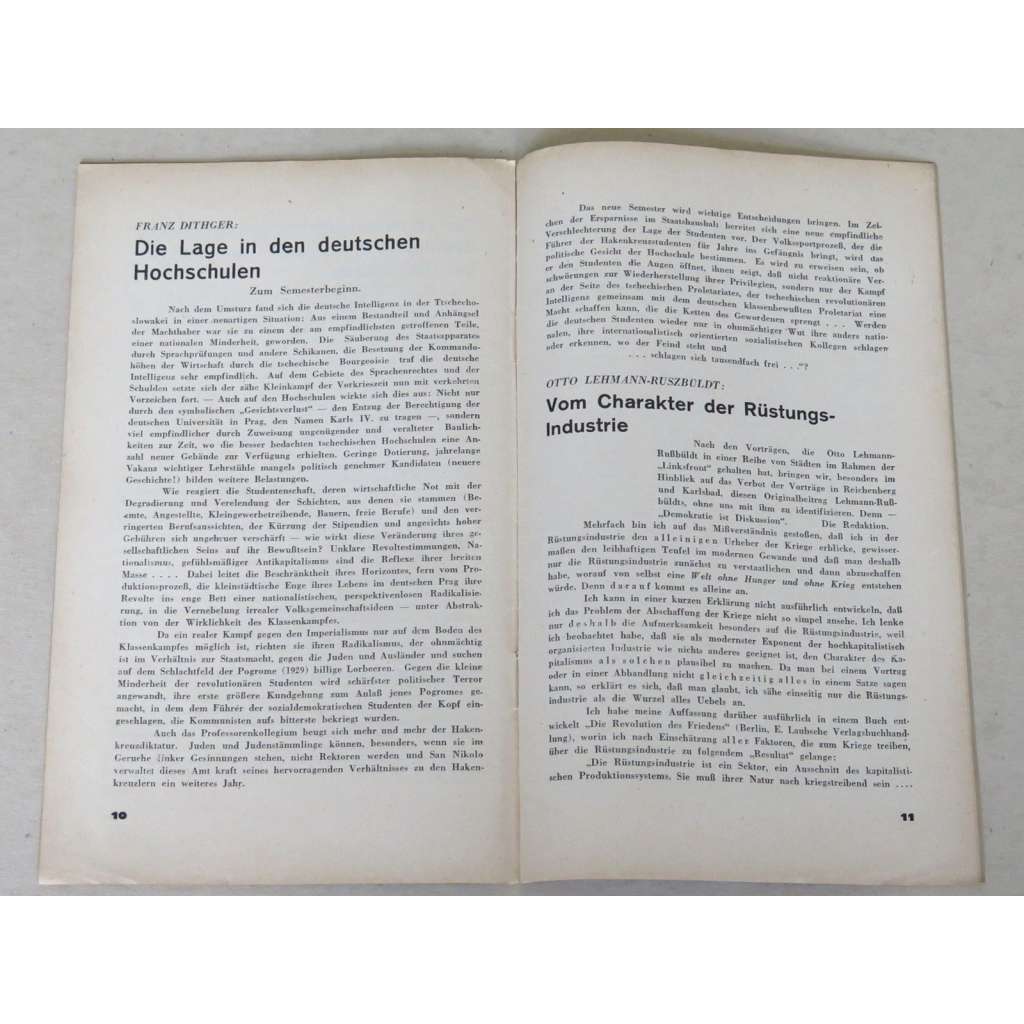 FRANZ DITHGER:
Die Lage in den deutschen
Hochschulen
Zum Semesterbeginn.
Nach dem Umsturz fand sich die deutsche Intelligenz in der Tschecho-
slowakei in einer neuartigen Situation: Aus einem Bestandteil und Anhängsel
der Machthaber war sie zu einem der am empfindlichsten getroffenen Teile,
einer nationalen Minderheit, geworden. Die Säuberung des Staatsapparates
durch Sprachprüfungen und andere Schikanen, die Besetzung der Kommando-
höhen der Wirtschaft durch die tschechische Bourgeoisie traf die deutsche
Intelligenz sehr empfindlich. Auf dem Gebiete des Sprachenrechtes und der
Schulden setzte sich der zähe Kleinkampf der Vorkriegszeit nun mit verkehrten
Vorzeichen fort. — Auch auf den Hochschulen wirkte sich dies aus: Nicht nur
durch den symbolischen „Gesichtsverlust" — den Entzug der Berechtigung der
deutschen Universität in Prag, den Namen Karls IV. zu tragen —, sondern
viel empfindlicher durch Zuweisung ungenügender und veralteter Baulich-
keiten zur Zeit, wo die besser bedachten tschechischen Hochschulen eine An-
zahl neuer Gebäude zur Verfügung erhielten. Geringe Dotierung, jahrelange
Vakanz wichtiger Lehrstühle mangels politisch genehmer Kandidaten (neuere
Geschichte!) bilden weitere Belastungen.
Wie reagiert die Studentenschaft, deren wirtschaftliche Not mit der
Degradierung und Verelendung der Schichten, aus denen sie stammen (Be-
amte, Angestellte, Kleingewerbetreibende, Bauern, freie Berufe) und den ver-
ringerten Berufsaussichten, der Kürzung der Stipendien und angesichts hoher
Gebühren sich ungeheuer verschärft — wie wirkt diese Veränderung ihres ge-
sellschaftlichen Seins auf ihr Bewußtsein? Unklare Revoltestimmungen, Na-
tionalismus, gefühlsmäßiger Antikapitalismus sind die Reflexe ihrer breiten
Masse . . . . Dabei leitet die Beschränktheit ihres Horizontes, fern vom Pro-
duktionsprozeß, die kleinstädtische Enge ihres Lebens im deutschen Prag ihre
Revolte ins enge Bett einer nationalistischen, perspektivenlosen Radikalisie-
rung, in die Vernebelung irrealer Volksgemeinschaftsideen — unter Abstrak-
tion von der Wirklichkeit des Klassenkampfes.
Da ein realer Kampf gegen den Imperialismus nur auf dem Boden des
Klassenkampfes möglich ist, richten sie ihren Radikalismus, der ohnmächtig
ist im Verhältnis zur Staatsmacht, gegen die Juden und Ausländer und suchen
auf dem Schlachtfeld der Pogrome (1929) billige Lorbeeren. Gegen die kleine
Minderheit der revolutionären Studenten wird schärfster politischer Terror
angewandt, ihre erste größere Kundgebung zum Anlaß jenes Pogromes ge-
macht, in dem dem Führer der sozialdemokratischen Studenten der Kopf ein-
geschlagen, die Kommunisten aufs bitterste bekriegt wurden.
Auch das Professorenkollegium beugt sich mehr und mehr der Haken-
kreuzdiktatur. Juden und Judenstämmlinge können, besonders, wenn sie im
Geruche linker Gesinnungen stehen, nicht Rektoren werden und San Nikolo
verwaltet dieses Amt kraft seines hervorragenden Verhältnisses zu den Haken-
kreuzlern ein weiteres Jahr.
10
Das neue Semester wird wichtige Entscheidungen bringen. Im Zei-
chen der Ersparnisse im Staatshaushalt bereitet sich eine neue empfindliche
Verschlechterung der Lage der Studenten vor. Der Volkssportprozeß, der die
Führer der Hakenkreuzstudenten für Jahre ins Gefängnis bringt, wird das
politische Gesicht der Hochschule bestimmen. Es wird zu erweisen sein, ob
er den Studenten die Augen öffnet, ihnen zeigt, daß nicht reaktionäre Ver-
schwörungen zur Wiederherstellung ihrer Privilegien, sondern nur der Kampf
an der Seite des tschechischen Proletariates, der tschechischen revolutionären
Intelligenz gemeinsam mit dem deutschen klassenbewußten Proletariat eine
Macht schaffen kann, die die Ketten des Gewordenen sprengt . . . Werden
die deutschen Studenten wieder nur in ohnmächtiger Wut ihre anders natio-
nalen, ihre internationalistisch orientierten sozialistischen Kollegen schlagen
oder erkennen, wo der Feind steht und
. . . schlagen sich tausendfach frei . . ."?
OTTO LEHMANN-RUSZBÜLDT:
Vom Charakter der Rüstungs-
Industrie
Nach den Vorträgen, die Otto Lehmann-
Rußbüldt in einer Reihe von Städten im Rahmen der
„Linksfront" gehalten hat, bringen wir, besonders im
Hinblick auf das Verbot der Vorträge in Reichenberg
und Karlsbad, diesen Originalbeitrag Lehmann-Ruß-
büldts, ohne uns mit ihm zu identifizieren. Denn —
„Demokratie ist Diskussion". Die Redaktion.
Mehrfach bin ich auf das Mißverständnis gestoßen, daß ich in der
Rüstungsindustrie den alleinigen Urheber der Kriege erblicke, gewisser-
maßen den leibhaftigen Teufel im modernen Gewande und daß man deshalb
nur die Rüstungsindustrie zunächst zu verstaatlichen und dann abzuschaffen
habe, worauf von selbst eine Welt ohne Hunger und ohne Krieg entstehen
würde. Denn darauf kommt es alleine an.
Ich kann in einer kurzen Erklärung nicht ausführlich entwickeln, daß
ich das Problem der Abschaffung der Kriege nicht so simpel ansehe. Ich lenke
nur deshalb die Aufmerksamkeit besonders auf die Rüstungsindustrie, weil
ich beobachtet habe, daß sie als modernster Exponent der hochkapitalistisch
organisierten Industrie wie nichts anderes geeignet ist, den Charakter des Ka-
pitalismus als solchen plausibel zu machen. Da man bei einem Vortrag
oder in einer Abhandlung nicht gleichzeitig alles in einem Satze sagen
kann, so erklärt es sich, daß man glaubt, ich sähe einseitig nur die Rüstungs-
industrie als die Wurzel alles Uebels an.
Ich habe meine Auffassung darüber ausführlich in einem Buch ent-
wickelt „Die Revolution des Friedens" (Berlin, E. Laubsche Verlagsbuchhand-
lung), worin ich nach Einschätzung aller Faktoren, die zum Kriege treiben,
über die Rüstungsindustrie zu folgendem „Resultat" gelange:
„Die Rüstungsindustrie ist ein Sektor, ein Ausschnitt des kapitalisti-
schen Produktionssystems. Sie muß ihrer Natur nach kriegstreibend sein ....
11